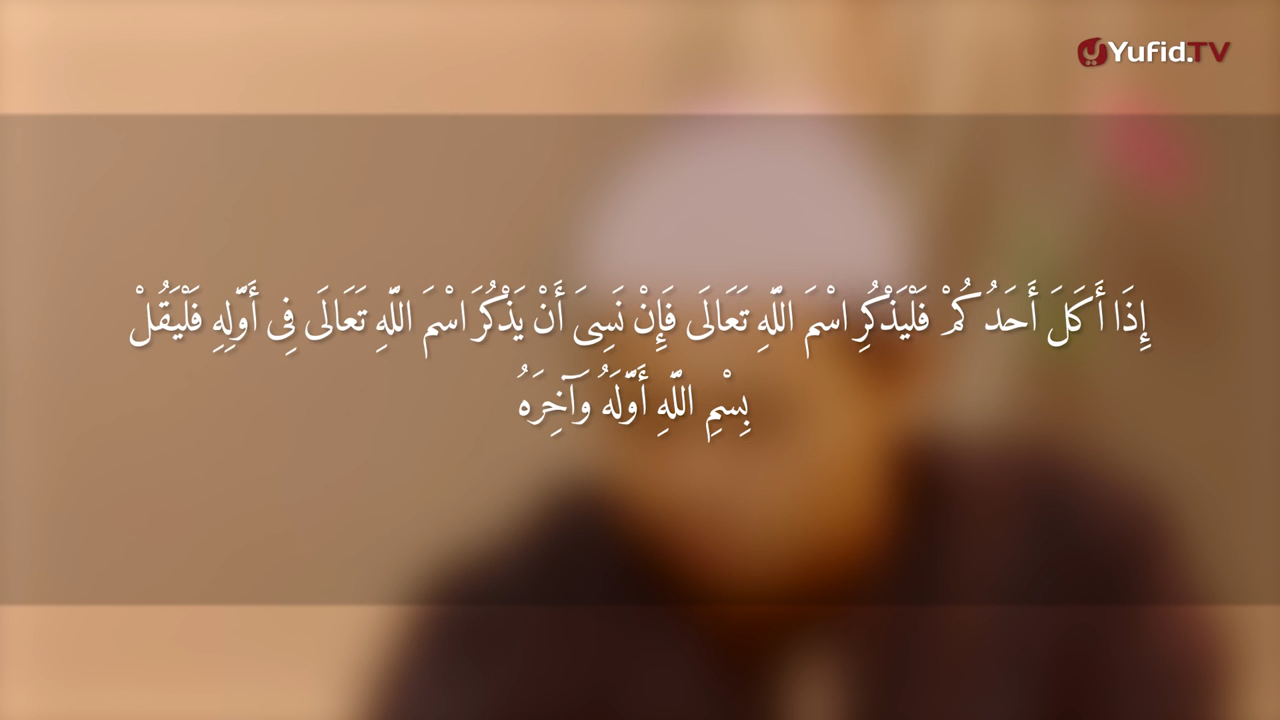 Yufid.TV
إِذَا أَكَلَ أَحَدُكُمْ فَلْيَذْكُرِ اسْمَ اللَّهِ تَعَالَى فَإِنْ نَسِىَ أَنْ يَذْكُرَ اسْمَ اللَّهِ تَعَالَى فِى أَوَّلِهِ فَلْيَقُلْ
بِسْمِ اللَّهِ أَوَّلَهُ وَآخِرَهُ